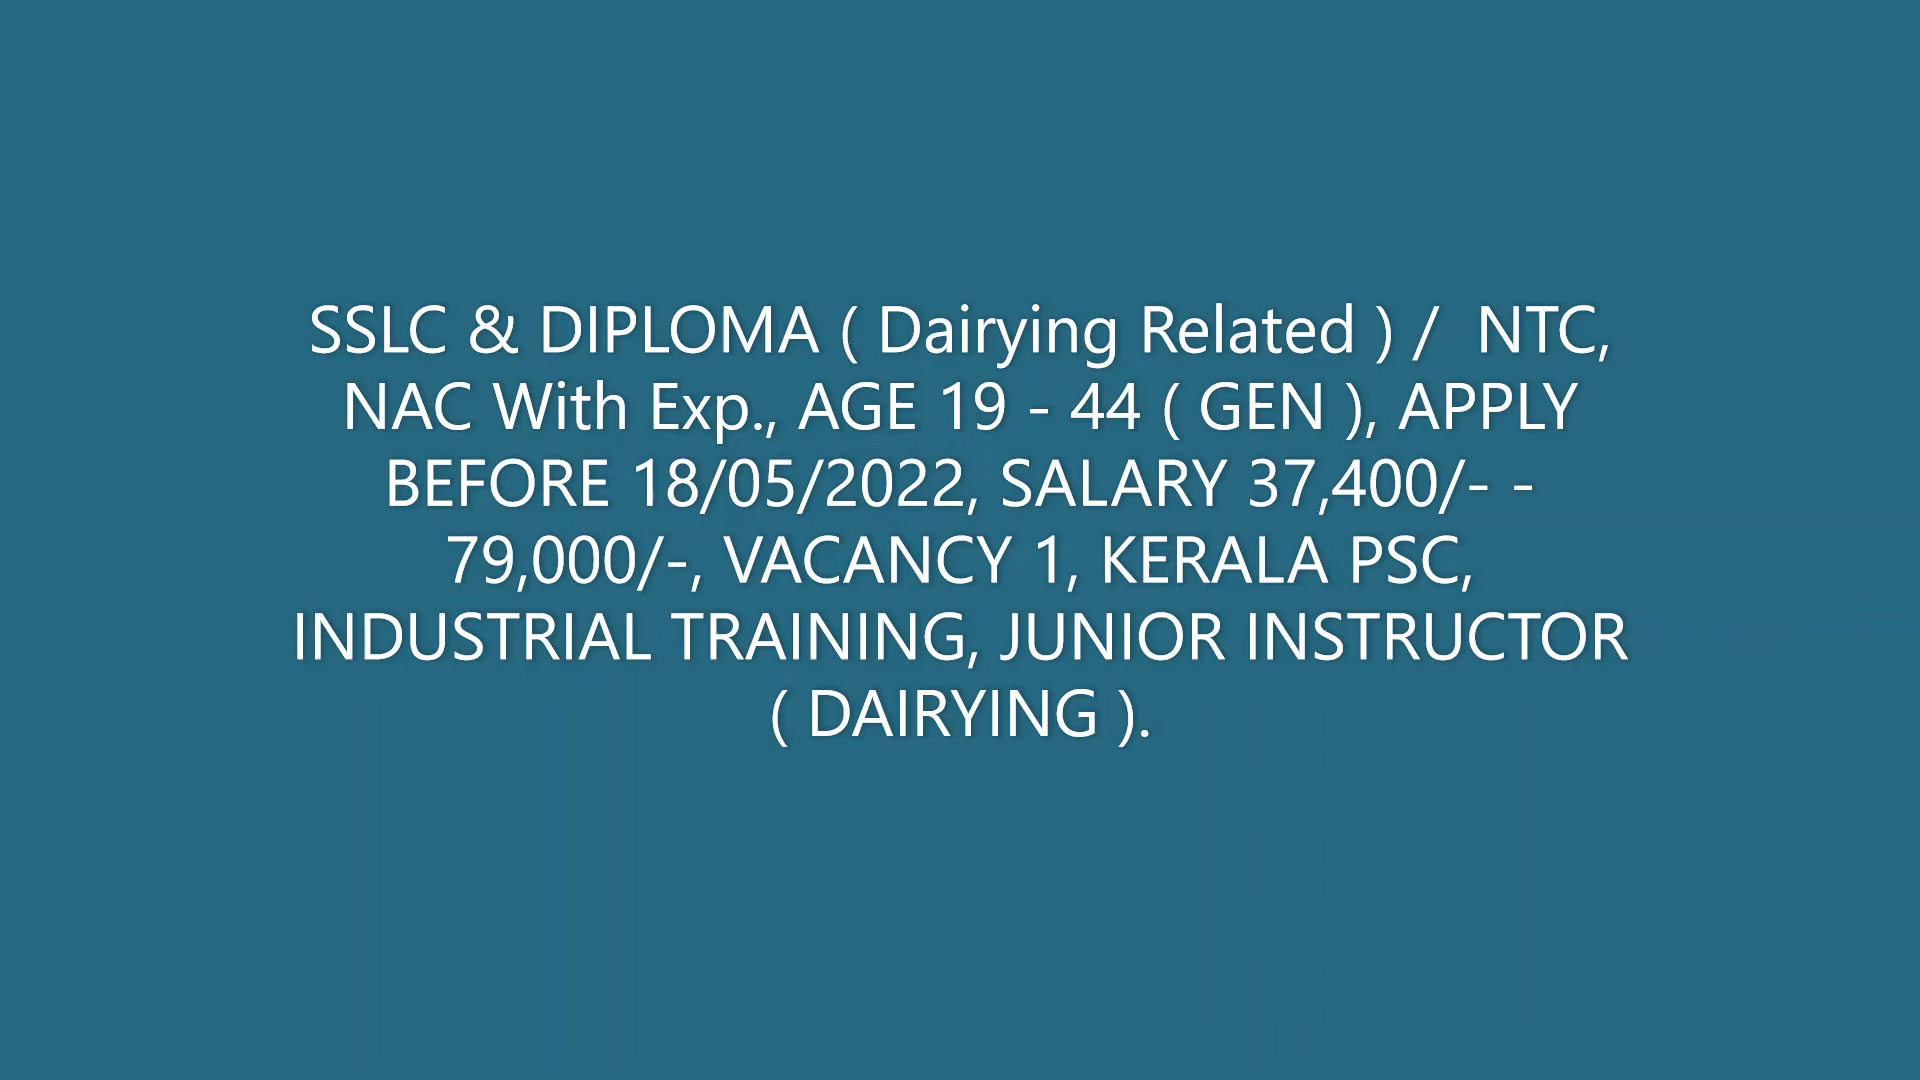 SSLC & DIPLOMA ( Dairying Related ) /  NTC,
NAC With Exp., AGE 19 - 44 ( GEN ), APPLY
BEFORE 18/05/2022, SALARY 37,400/- -
79,000/-, VACANCY 1, KERALA PSC,
INDUSTRIAL TRAINING, JUNIOR INSTRUCTOR
( DAIRYING ).